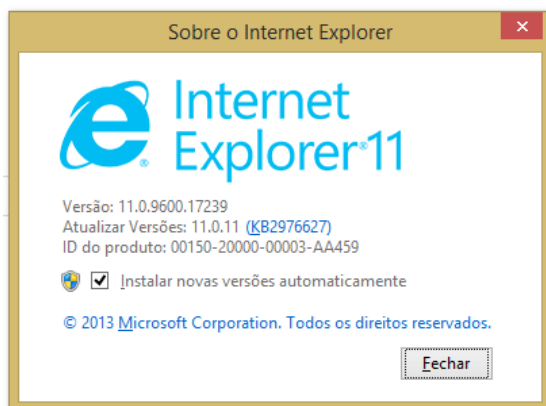 Sobre o Internet Explorer
Internet
Explorer®11
Versão: 11.0.9600.17239
Atualizar Versões: 11.0.11 (KB2976627)
ID do produto: 00150-20000-00003-AA459
Instalar novas versões automaticamente
© 2013 Microsoft Corporation. Todos os direitos reservados.
Fechar